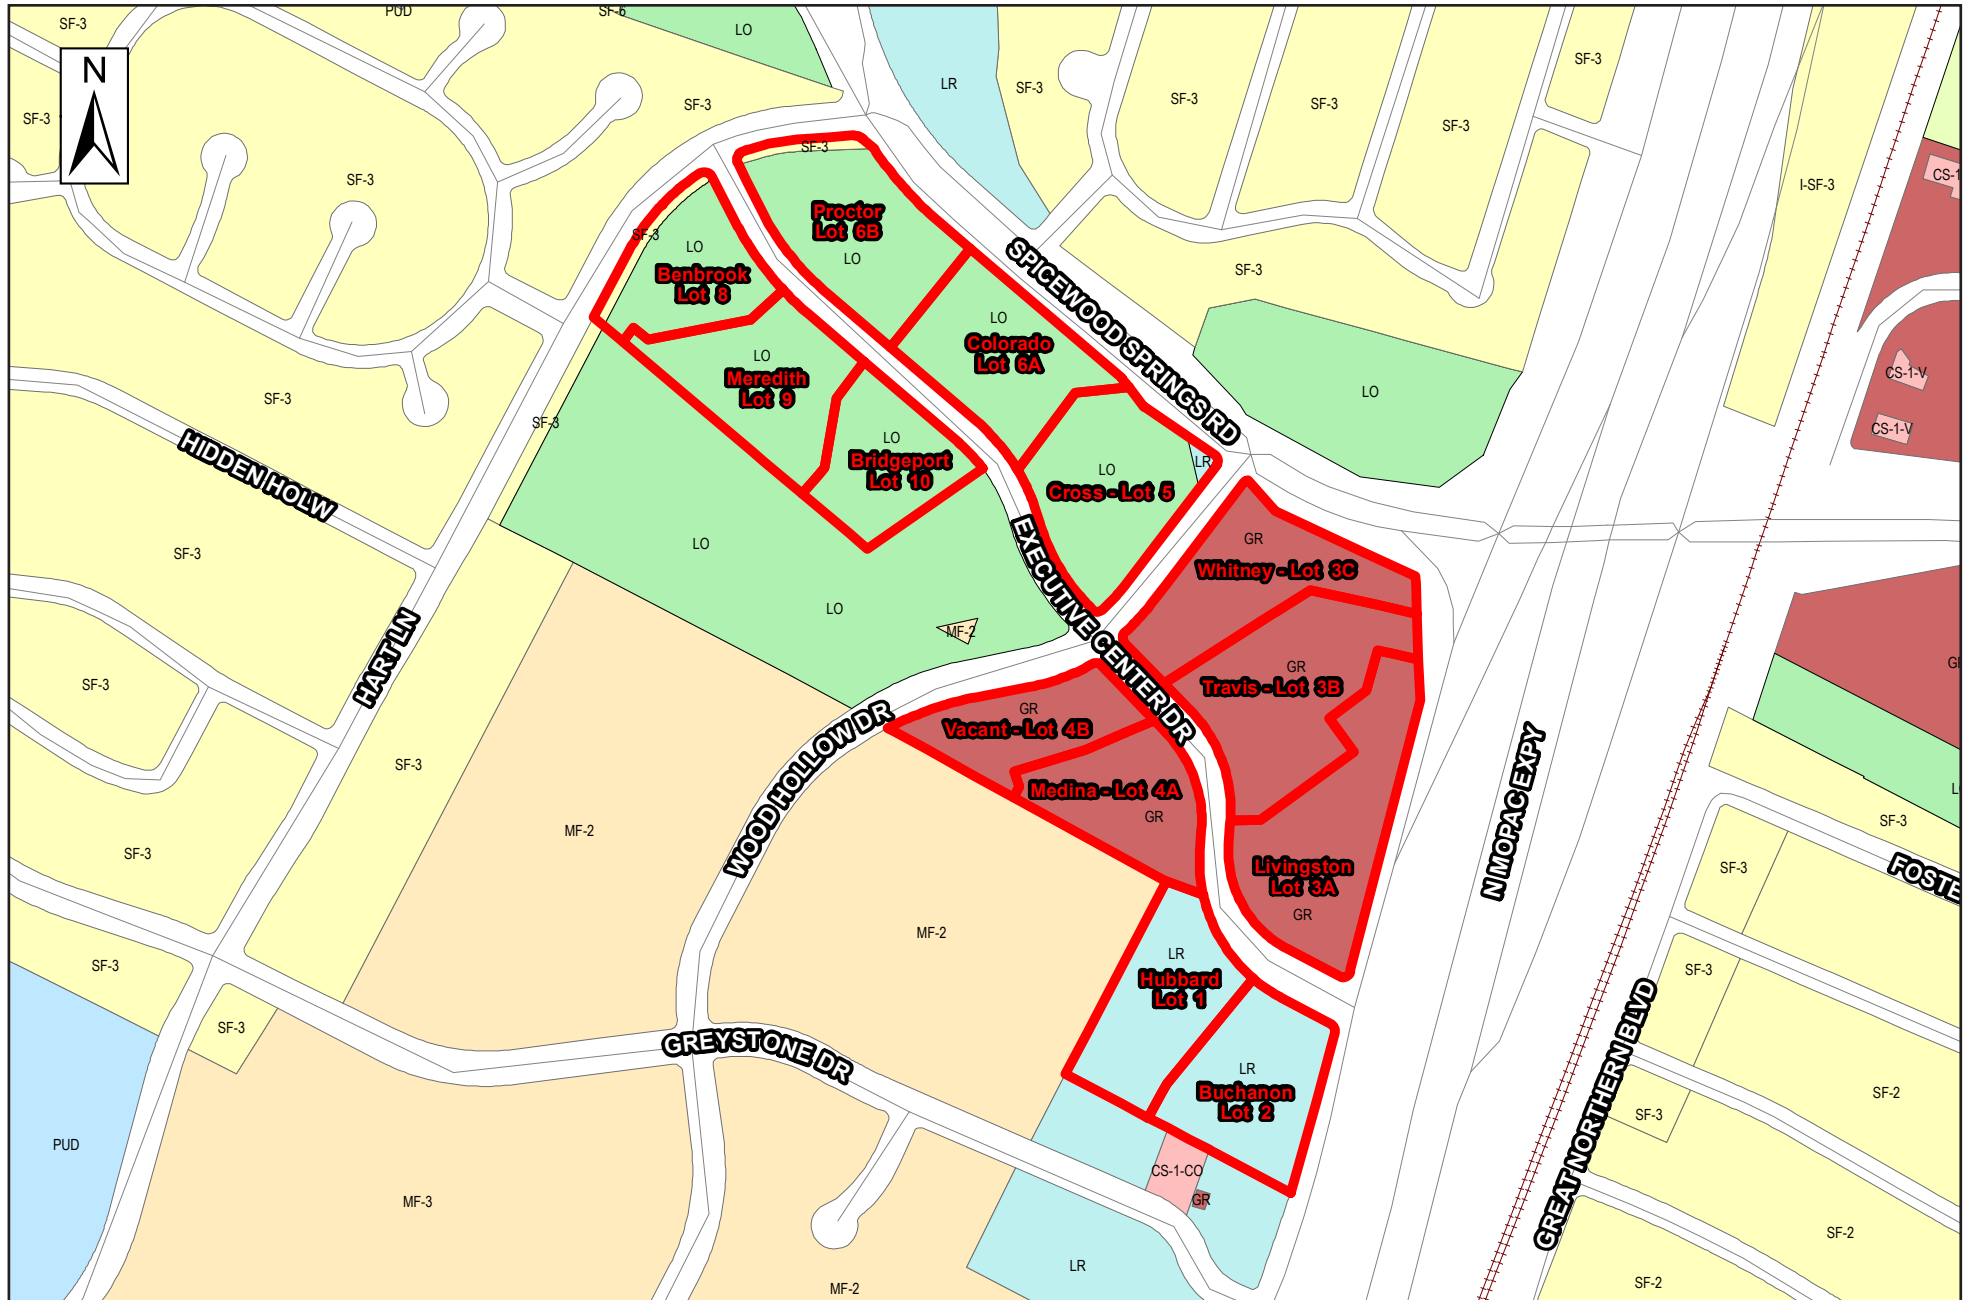 SF-3
PUD
SF-6
LO
LR
SF-3
SF-3
SF-3
SF-3
SF-3
N
SF-3
SF-3
SF-3
SF-3
I-SF-3
CS-1
SF-3
Proctor
Lot 6B
LO
SF-3
LO
Benbrook
Lot 8
SPICEWOOD SPRINGS RD
SF-3
LO
Colorado
Lot 6A
LO
Meredith
Lot 9
LO
CS-1-V
CS-1-V
SF-3
SF-3
HIDDEN HOLW
LO
Bridgeport
Lot 10
LO
Cross - Lot 5
LR
SF-3
LO
GR
Whitney - Lot 3C
EXECUTIVE CENTER DR
LO
MF-2
HART LN
SF-3
GR
Travis - Lot 3B
GR
Vacant - Lot 4B
WOOD HOLLOW DR
Medina - Lot 4A
GR
SF-3
N MOPAC EXPY
MF-2
SF-3
SF-3
SF-3
FOSTE
Livingston
Lot 3A
GR
MF-2
SF-3
SF-3
LR
Hubbard
Lot 1
GREAT NORTHERN BLVD
SF-3
GREYSTONE DR
LR
Buchanon
Lot 2
SF-2
SF-3
PUD
CS-1-CO
GR
MF-3
SF-2
LR
MF-2
SF-2